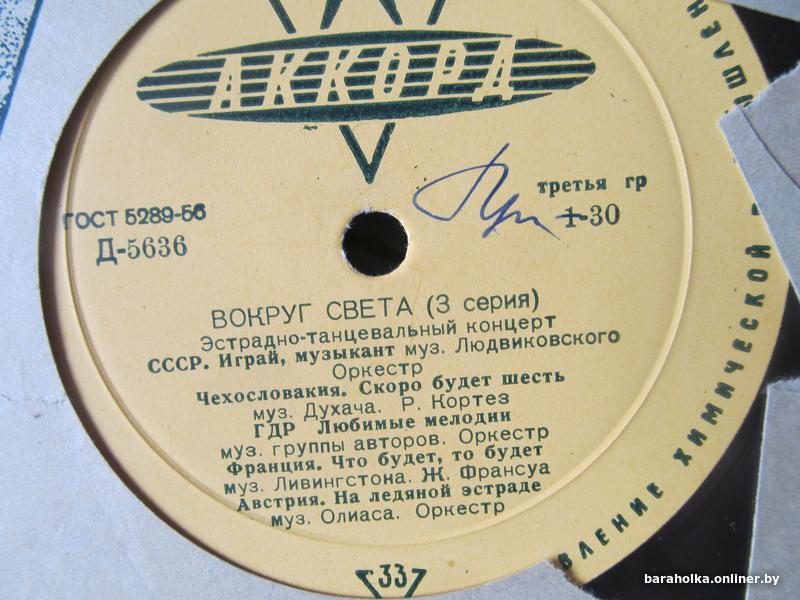 АККОРД
ГОСТ 5289-56
Д-5636
третья гр
1-30
ВОКРУГ СВЕТА (3 серия)
Эстрадно-танцевальный концерт
СССР. Играй, музыкант муз. Людвиковского
Оркестр
Чехословакия. Скоро будет шесть
муз. Духача. Р. Кортез
ГДР Любимые мелодии
муз. группы авторов. Оркестр
Франция. Что будет, то будет
муз. Ливингстона. Ж. Франсуа
Австрия. На ледяной эстраде
муз. Олиаса. Оркестр
33
ВЛЕНИЕ ХИМИЧЕСКОЙ
ЫШЛЕН
baraholka.onliner.by